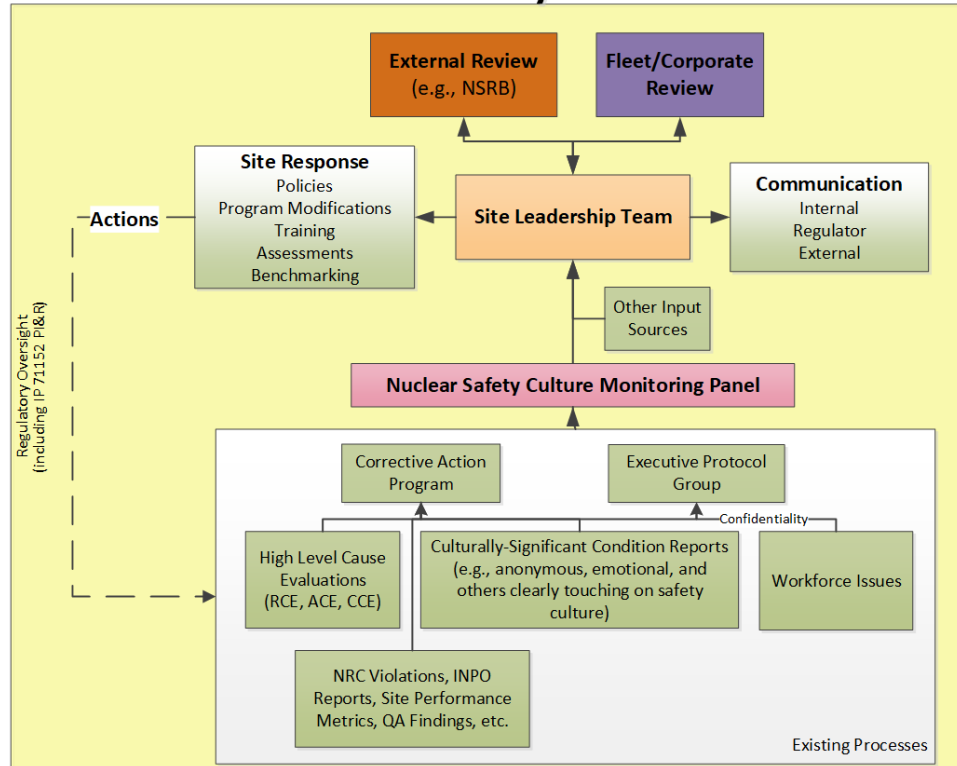 External Review
(e.g., NSRB)
Fleet/Corporate
Review
Site Response
Policies
Program Modifications
Training
Assessments
Benchmarking
Actions
Site Leadership Team
Communication
Internal
Regulator
External
Other Input
Sources
Regulatory Oversight
(including IP 71152 PI&R)
Nuclear Safety Culture Monitoring Panel
Corrective Action
Program
Executive Protocol
Group
Confidentiality
High Level Cause
Evaluations
(RCE, ACE, CCE)
Culturally-Significant Condition Reports
(e.g., anonymous, emotional, and
others clearly touching on safety
culture)
Workforce Issues
NRC Violations, INPO
Reports, Site Performance
Metrics, QA Findings, etc.
Existing Processes